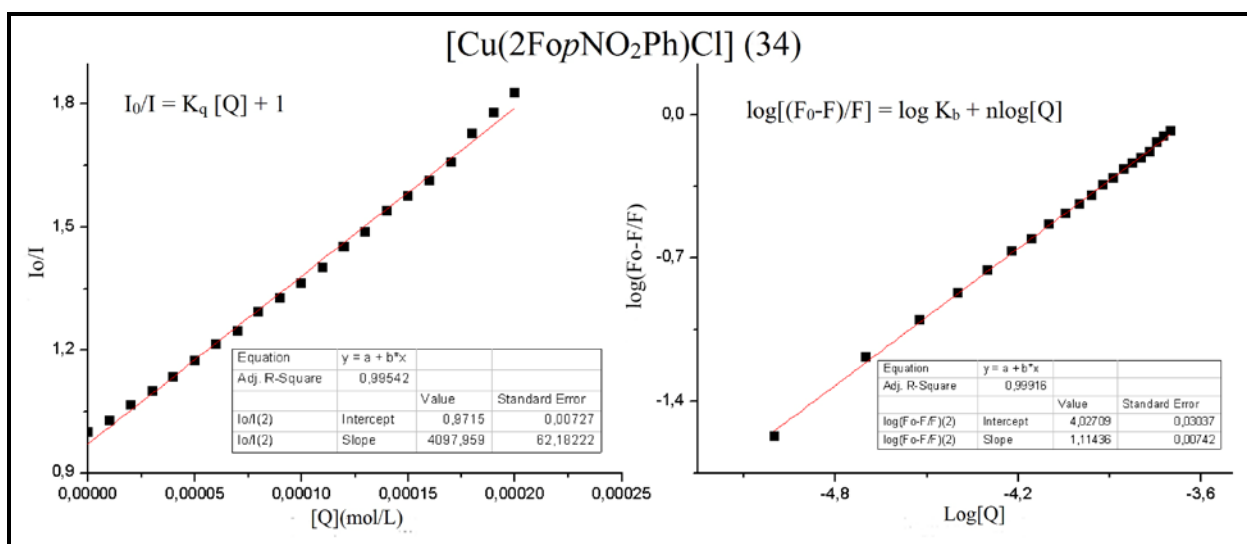 [Cu(2FopNO₂Ph)Cl] (34)
I₀/I = Kq [Q] + 1
Io/I
1,8
1,5
1,2
0,9
0,00000 0,00005 0,00010 0,00015 0,00020 0,00025
[Q](mol/L)
Equation y = a + b*x
Adj. R-Square 0,99542
Value Standard Error
Io/I(2) Intercept 0,9715 0,00727
Io/I(2) Slope 4097,959 62,18222
log[(F₀-F)/F] = log Kb + nlog[Q]
log(Fo-F/F)
0,0
-0,7
-1,4
-4,8 -4,2 -3,6
Log[Q]
Equation y = a + b*x
Adj. R-Square 0,99916
Value Standard Error
log(Fo-F/F)(2) Intercept 4,02709 0,03037
log(Fo-F/F)(2) Slope 1,11436 0,00742